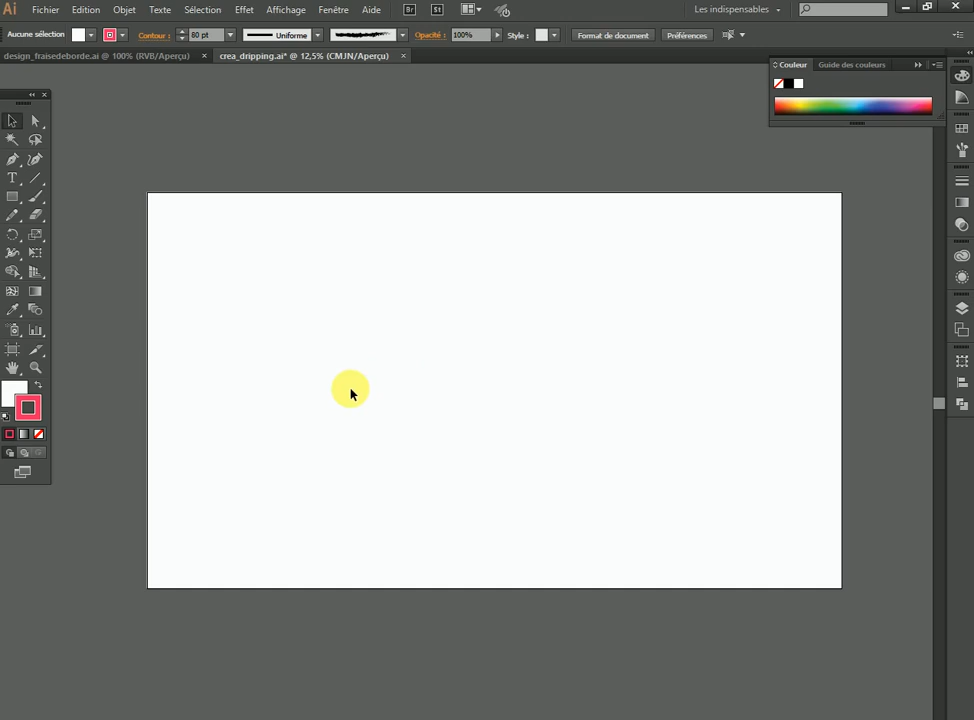 Ai Fichier Edition Objet Texte Sélection Effet Affichage Fenêtre Aide Br St Les indispensables
Aucune sélection Contour : 80 pt Uniforme Opacité : 100% Style : Format de document Préférences
design_fraisedeborde.ai @ 100% (RVB/Aperçu) crea_dripping.ai* @ 12,5% (CMJN/Aperçu)
Couleur Guide des couleurs
T